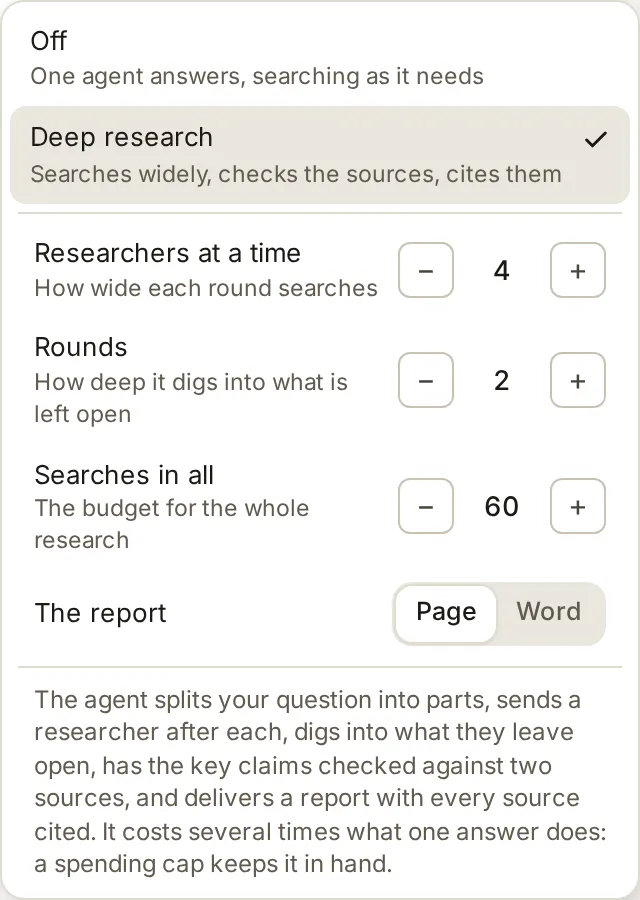 Off
One agent answers, searching as it needs
Deep research
Searches widely, checks the sources, cites them
Researchers at a time
How wide each round searches
− 4 +
Rounds
How deep it digs into what is
left open
− 2 +
Searches in all
The budget for the whole
research
− 60 +
The report
Page Word
The agent splits your question into parts, sends a
researcher after each, digs into what they leave
open, has the key claims checked against two
sources, and delivers a report with every source
cited. It costs several times what one answer does:
a spending cap keeps it in hand.